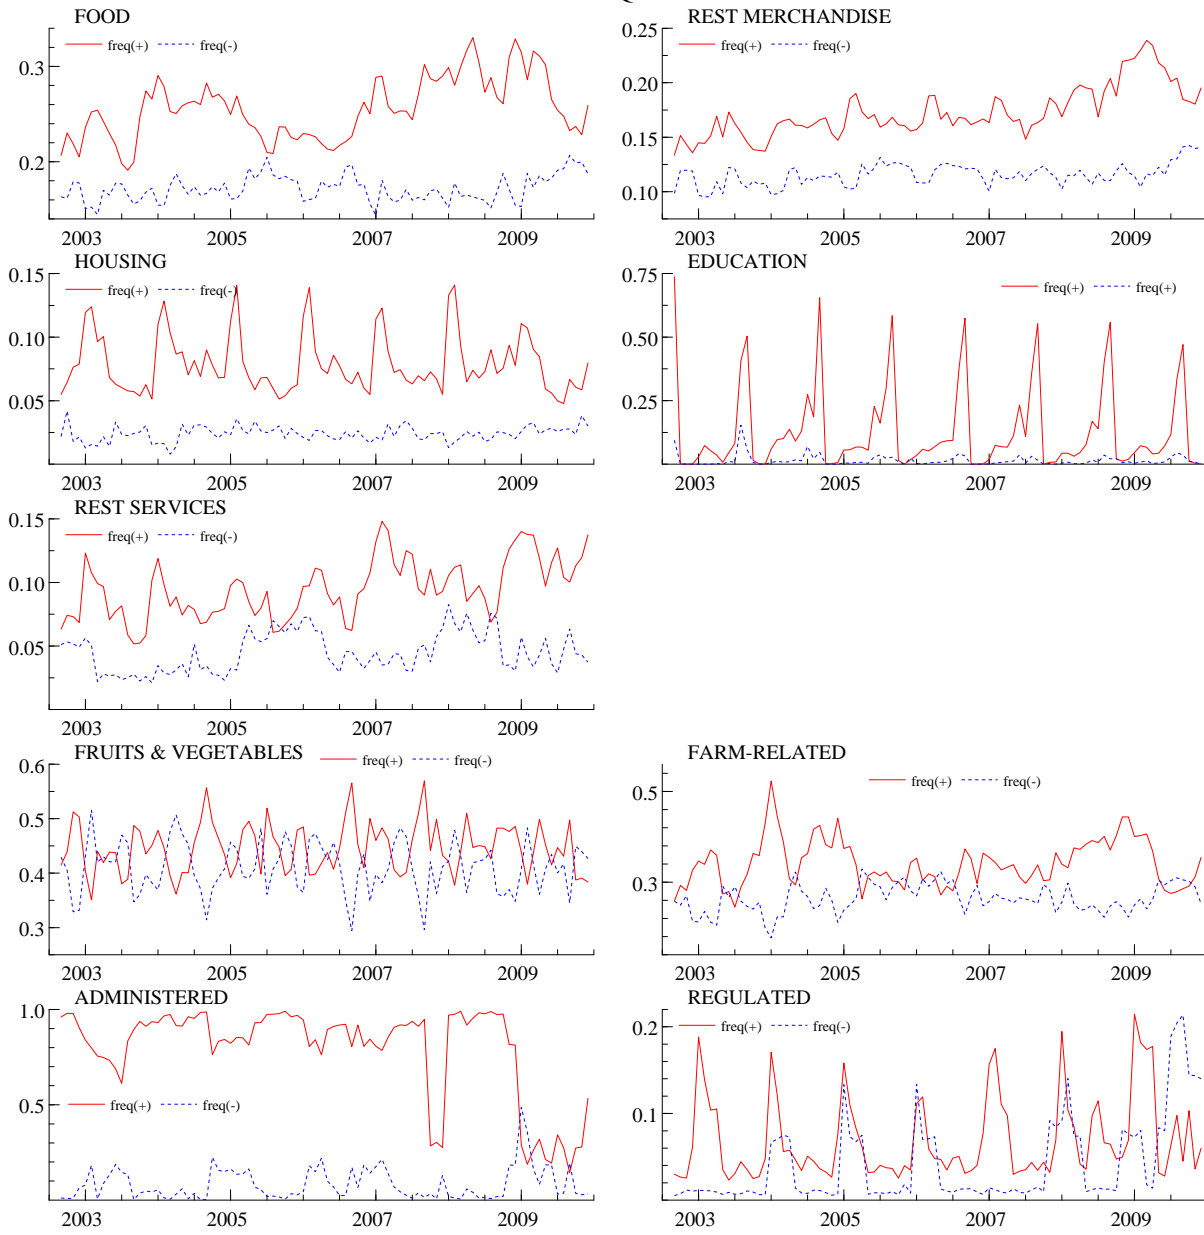 Q
FOOD
freq(+) freq(-)
0.3
0.2
2003 2005 2007 2009
REST MERCHANDISE
freq(+) freq(-)
0.25
0.20
0.15
0.10
2003 2005 2007 2009
HOUSING
freq(+) freq(-)
0.15
0.10
0.05
2003 2005 2007 2009
EDUCATION
freq(+) freq(+)
0.75
0.50
0.25
2003 2005 2007 2009
REST SERVICES
freq(+) freq(-)
0.15
0.10
0.05
2003 2005 2007 2009
FRUITS & VEGETABLES
freq(+) freq(-)
0.6
0.5
0.4
0.3
2003 2005 2007 2009
FARM-RELATED
freq(+) freq(-)
0.5
0.3
2003 2005 2007 2009
ADMINISTERED
1.0
0.5
freq(+) freq(-)
2003 2005 2007 2009
REGULATED
freq(+) freq(-)
0.2
0.1
2003 2005 2007 2009